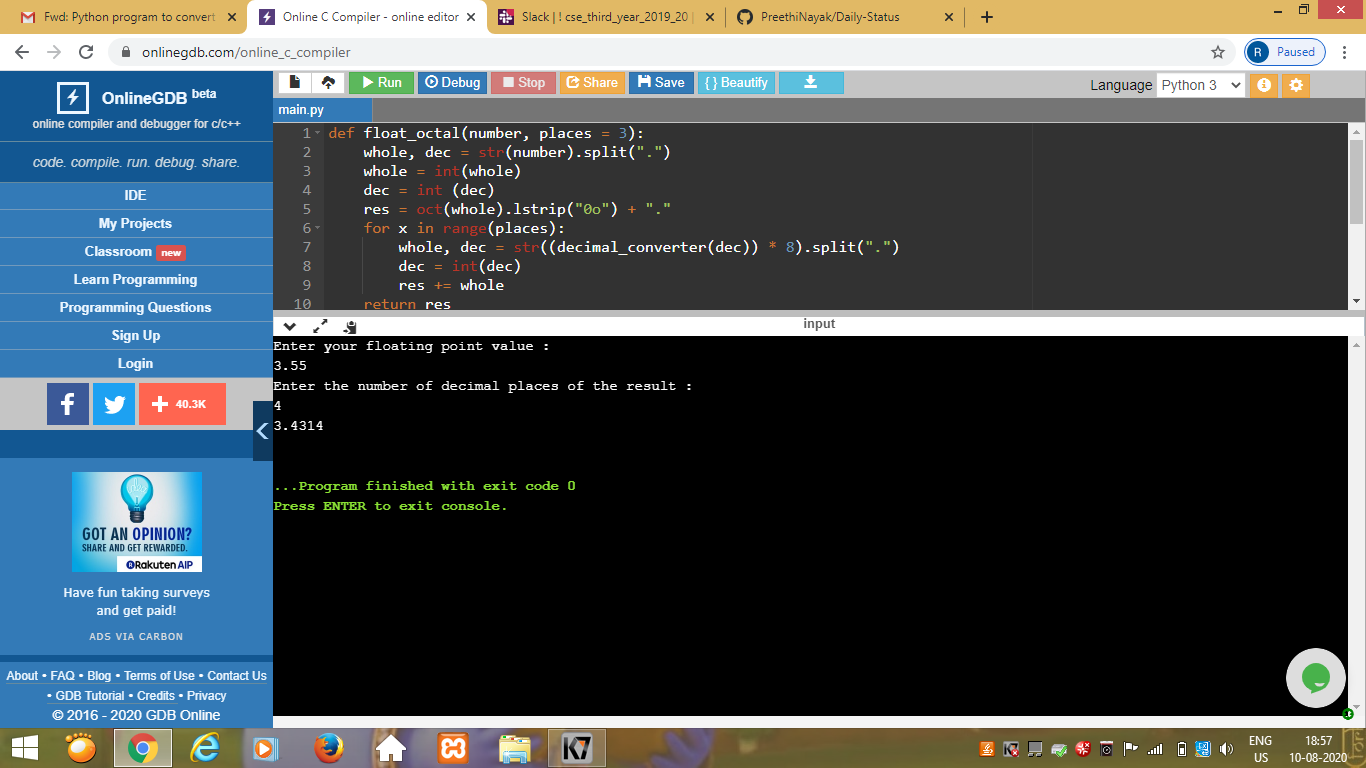 Fwd: Python program to convert
Online C Compiler - online editor
Slack | ! cse_third_year_2019_20 |
PreethiNayak/Daily-Status
onlinegdb.com/online_c_compiler
R Paused
OnlineGDB beta
online compiler and debugger for c/c++
code. compile. run. debug. share.
IDE
My Projects
Classroom new
Learn Programming
Programming Questions
Sign Up
Login
40.3K
GOT AN OPINION?
SHARE AND GET REWARDED.
Rakuten AIP
Have fun taking surveys
and get paid!
ADS VIA CARBON
About • FAQ • Blog • Terms of Use • Contact Us
• GDB Tutorial • Credits • Privacy
© 2016 - 2020 GDB Online
Run Debug Stop Share Save { } Beautify
Language Python 3
main.py
1 def float_octal(number, places = 3):
2 whole, dec = str(number).split(".")
3 whole = int(whole)
4 dec = int (dec)
5 res = oct(whole).lstrip("0o") + "."
6 for x in range(places):
7 whole, dec = str((decimal_converter(dec)) * 8).split(".")
8 dec = int(dec)
9 res += whole
10 return res
input
Enter your floating point value :
3.55
Enter the number of decimal places of the result :
4
3.4314
...Program finished with exit code 0
Press ENTER to exit console.
K7
ENG
US
18:57
10-08-2020